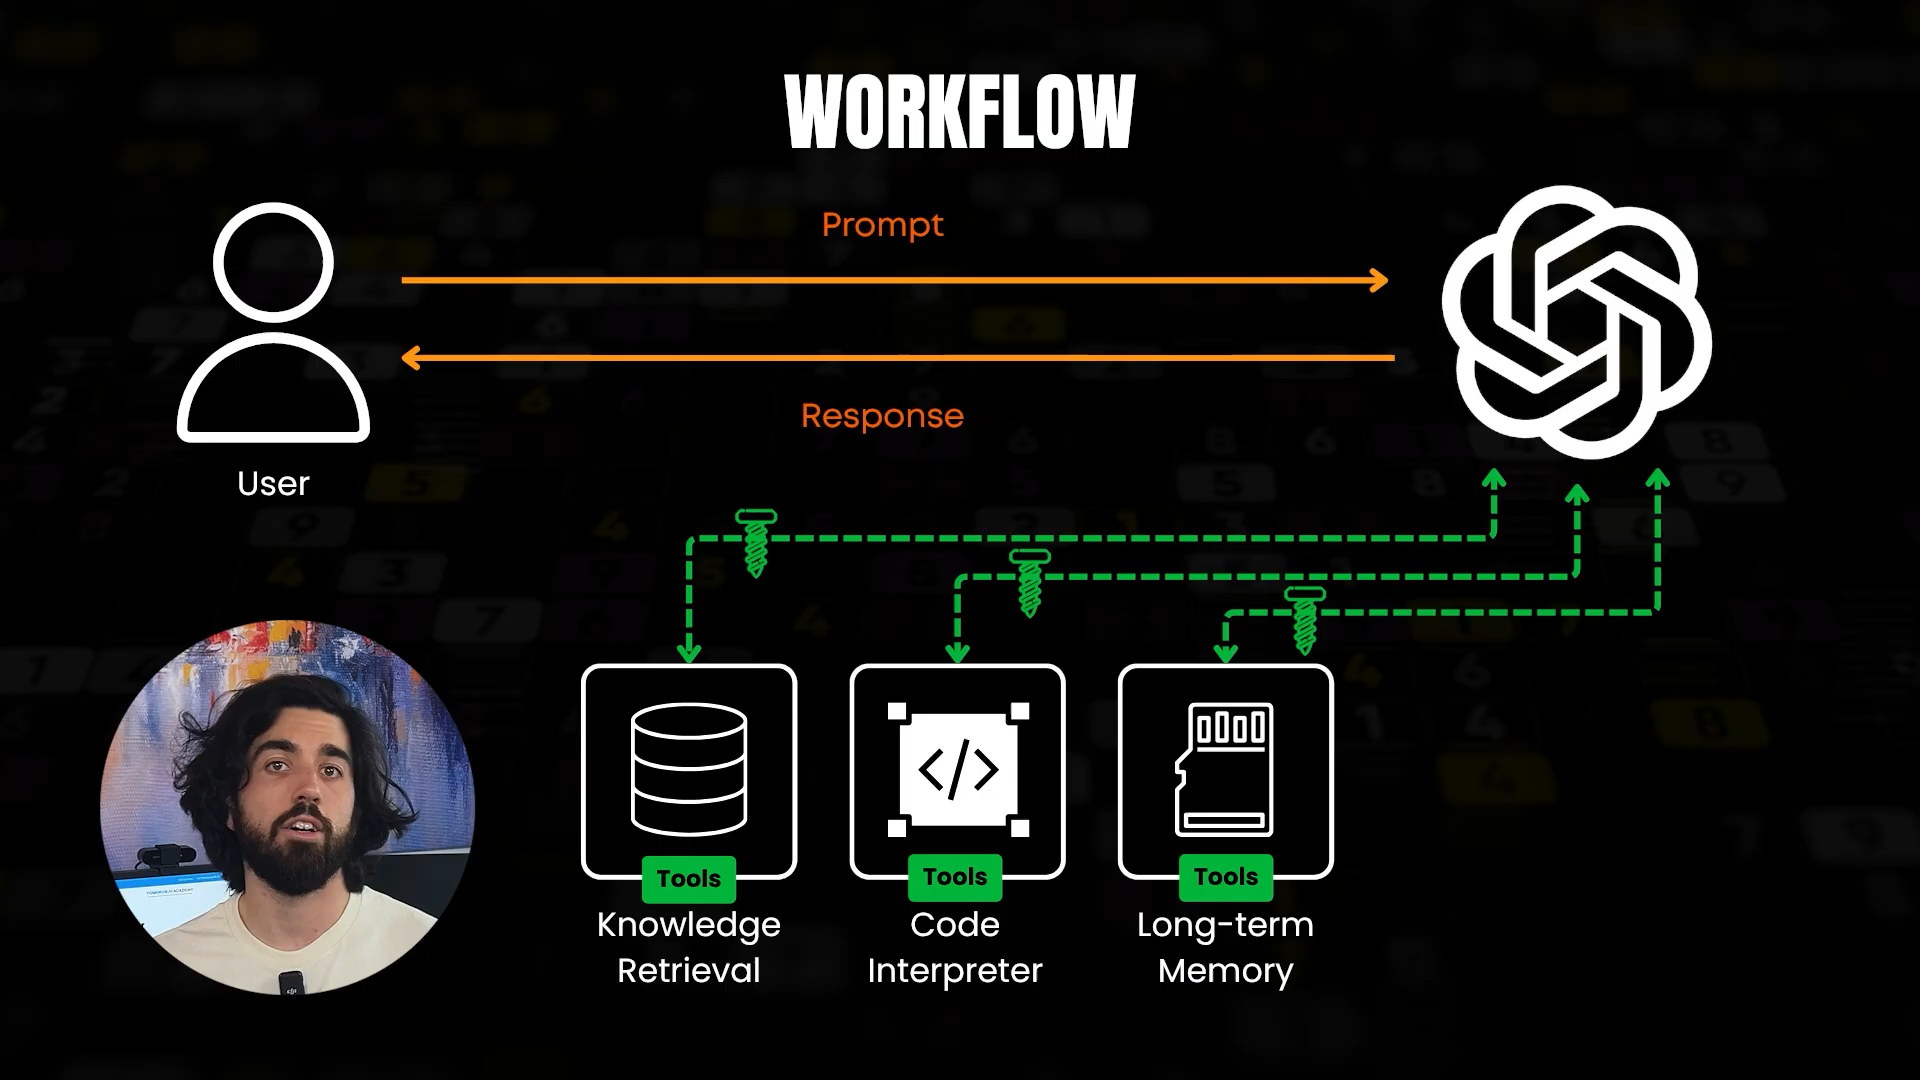 WORKFLOW
Prompt
Response
User
Tools
Knowledge
Retrieval
Tools
Code
Interpreter
Tools
Long-term
Memory